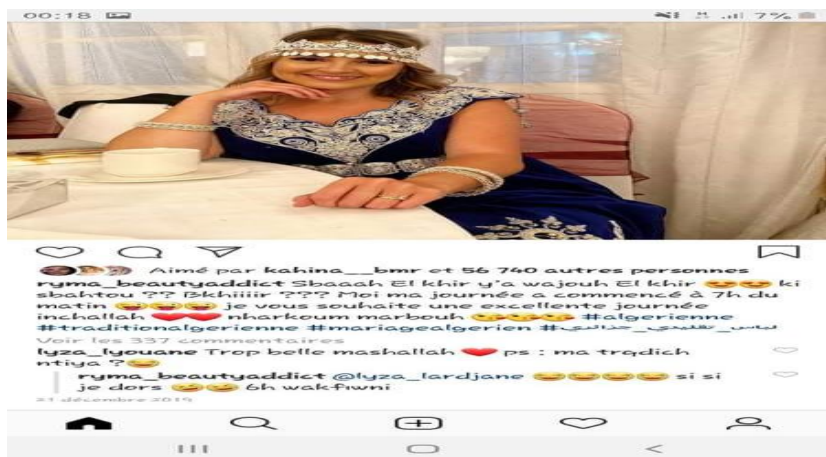 00:18
7%
Aimé par kahina__bmr et 56 740 autres personnes
ryma_beautyaddict Sbaaah El khir y'a wajouh El khir 😍😍 ki
sbahtou ?? Bkhiiiir ??? Moi ma journée a commencé à 7h du
matin 😂😂😂 je vous souhaite une excellente journée
inchallah ❤️❤️ nharkoum marbouh 😘😘😘 #algerienne
#traditionalgerienne #mariagealgerien #لباس_تقليدي_جزائري
Voir les 337 commentaires
lyza_lyouane Trop belle mashallah ❤️ ps : ma trqdich
ntiya ?😂
ryma_beautyaddict @lyza_lardjane 😂😂😂😂 si si
je dors 😂😂 6h wakfiwni
21 décembre 2019